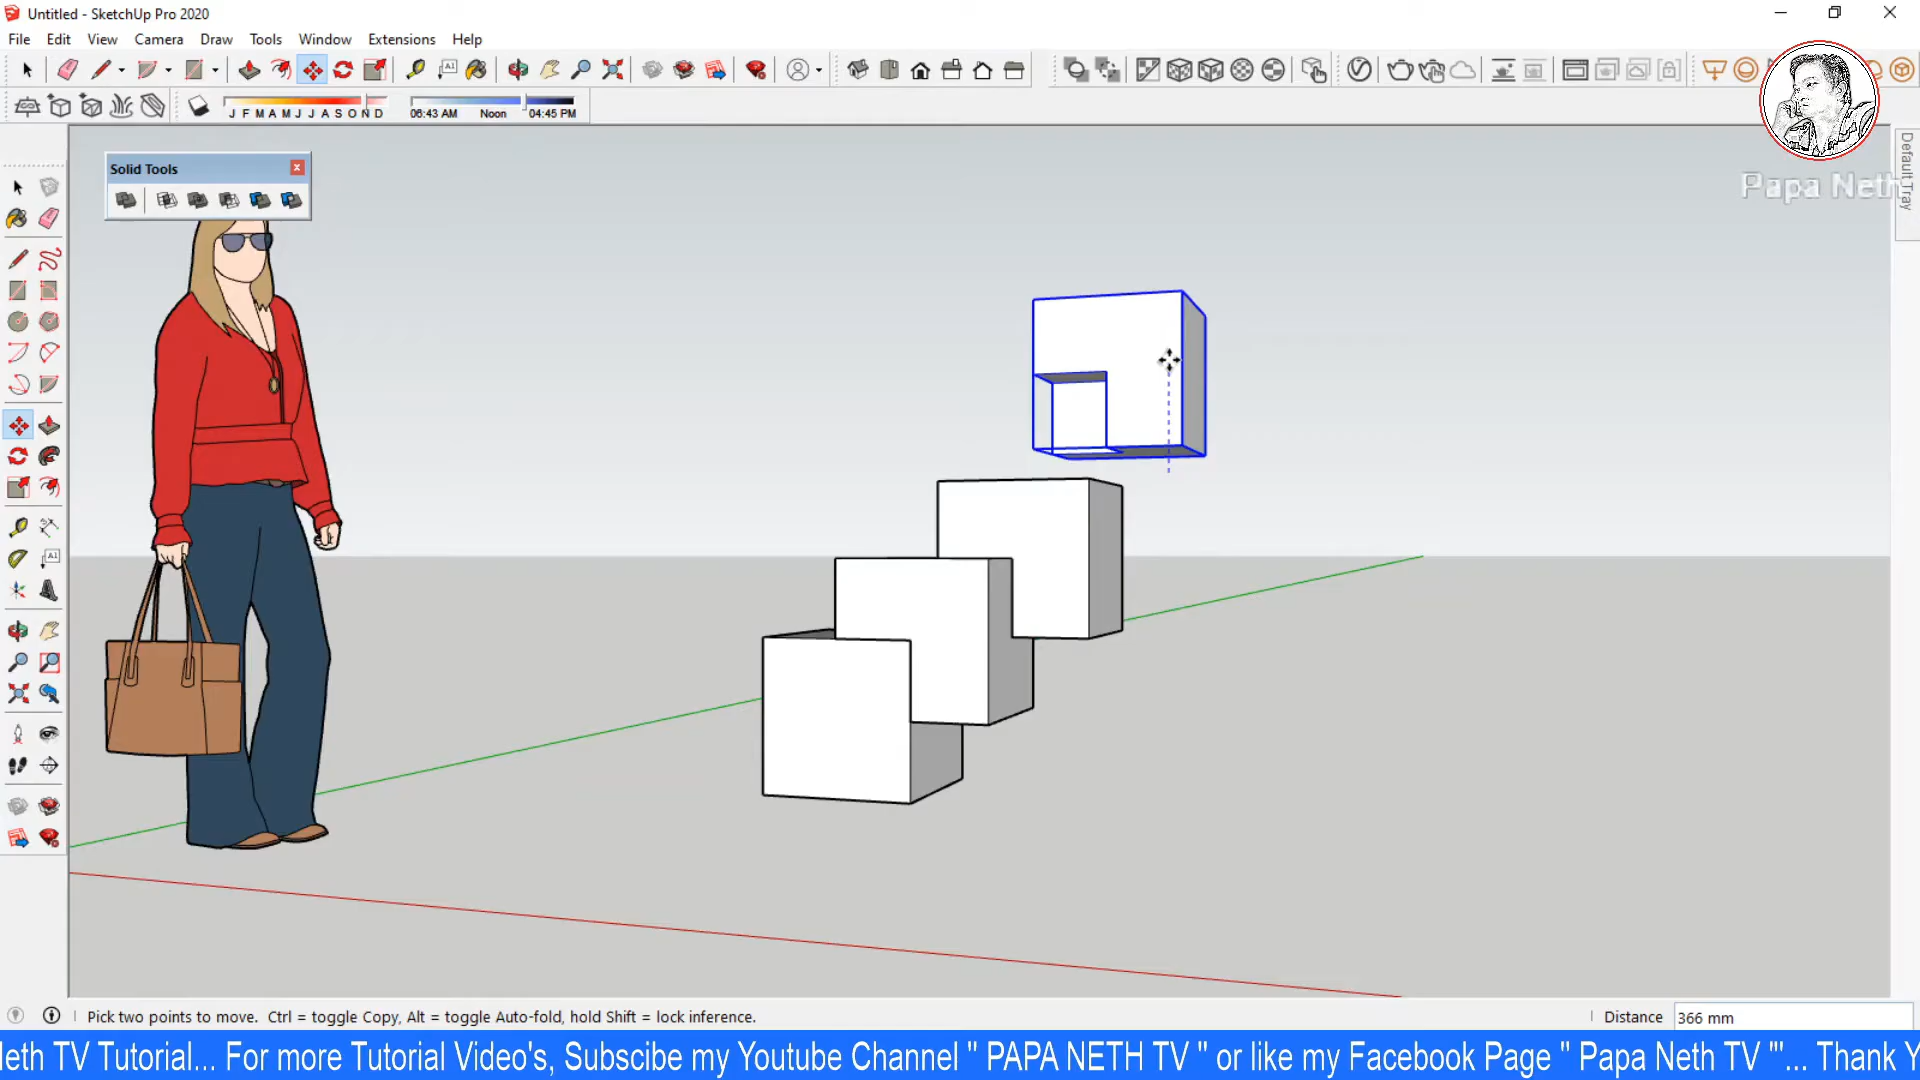 Untitled - SketchUp Pro 2020
File Edit View Camera Draw Tools Window Extensions Help
J F M A M J J A S O N D 06:43 AM Noon 04:45 PM
Solid Tools
Default Tray
Papa Neth
Pick two points to move. Ctrl = toggle Copy, Alt = toggle Auto-fold, hold Shift = lock inference.
Distance 366 mm
leth TV Tutorial... For more Tutorial Video's, Subscibe my Youtube Channel " PAPA NETH TV " or like my Facebook Page " Papa Neth TV "'... Thank Y